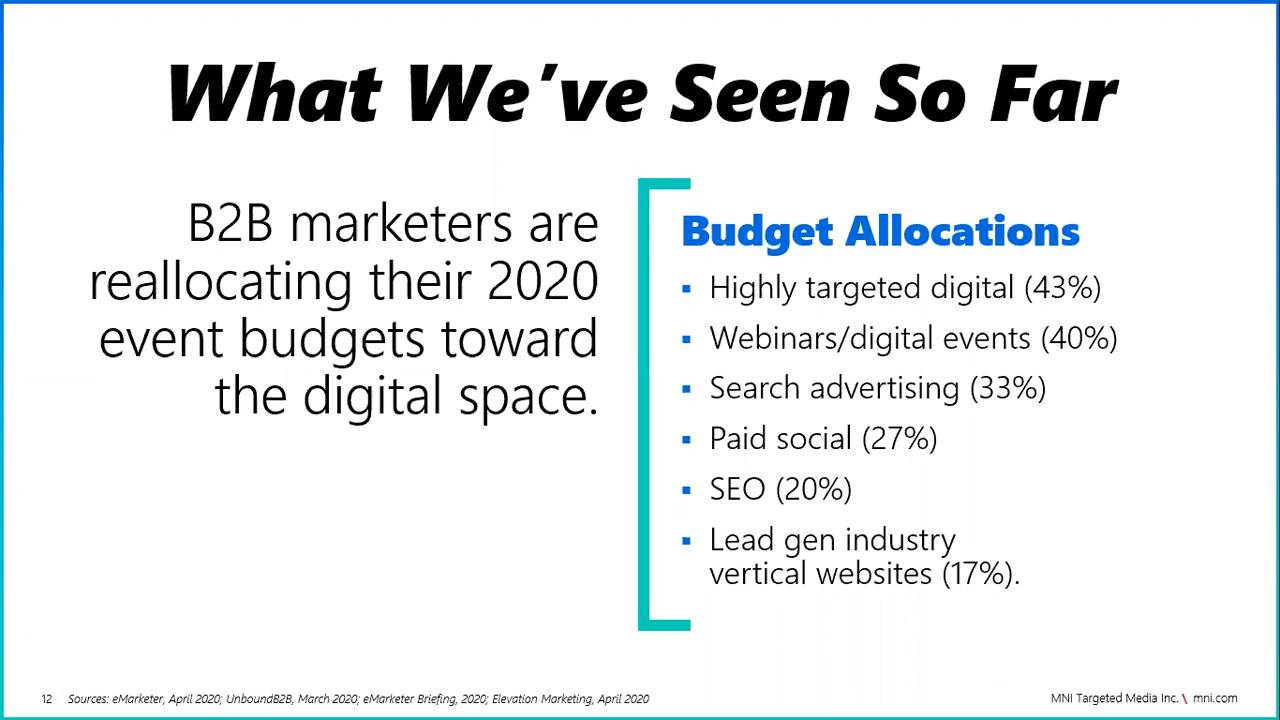 What We've Seen So Far
B2B marketers are
reallocating their 2020
event budgets toward
the digital space.
Budget Allocations
▪ Highly targeted digital (43%)
▪ Webinars/digital events (40%)
▪ Search advertising (33%)
▪ Paid social (27%)
▪ SEO (20%)
▪ Lead gen industry
vertical websites (17%).
12 Sources: eMarketer, April 2020; UnboundB2B, March 2020; eMarketer Briefing, 2020; Elevation Marketing, April 2020
MNI Targeted Media Inc. \ mni.com